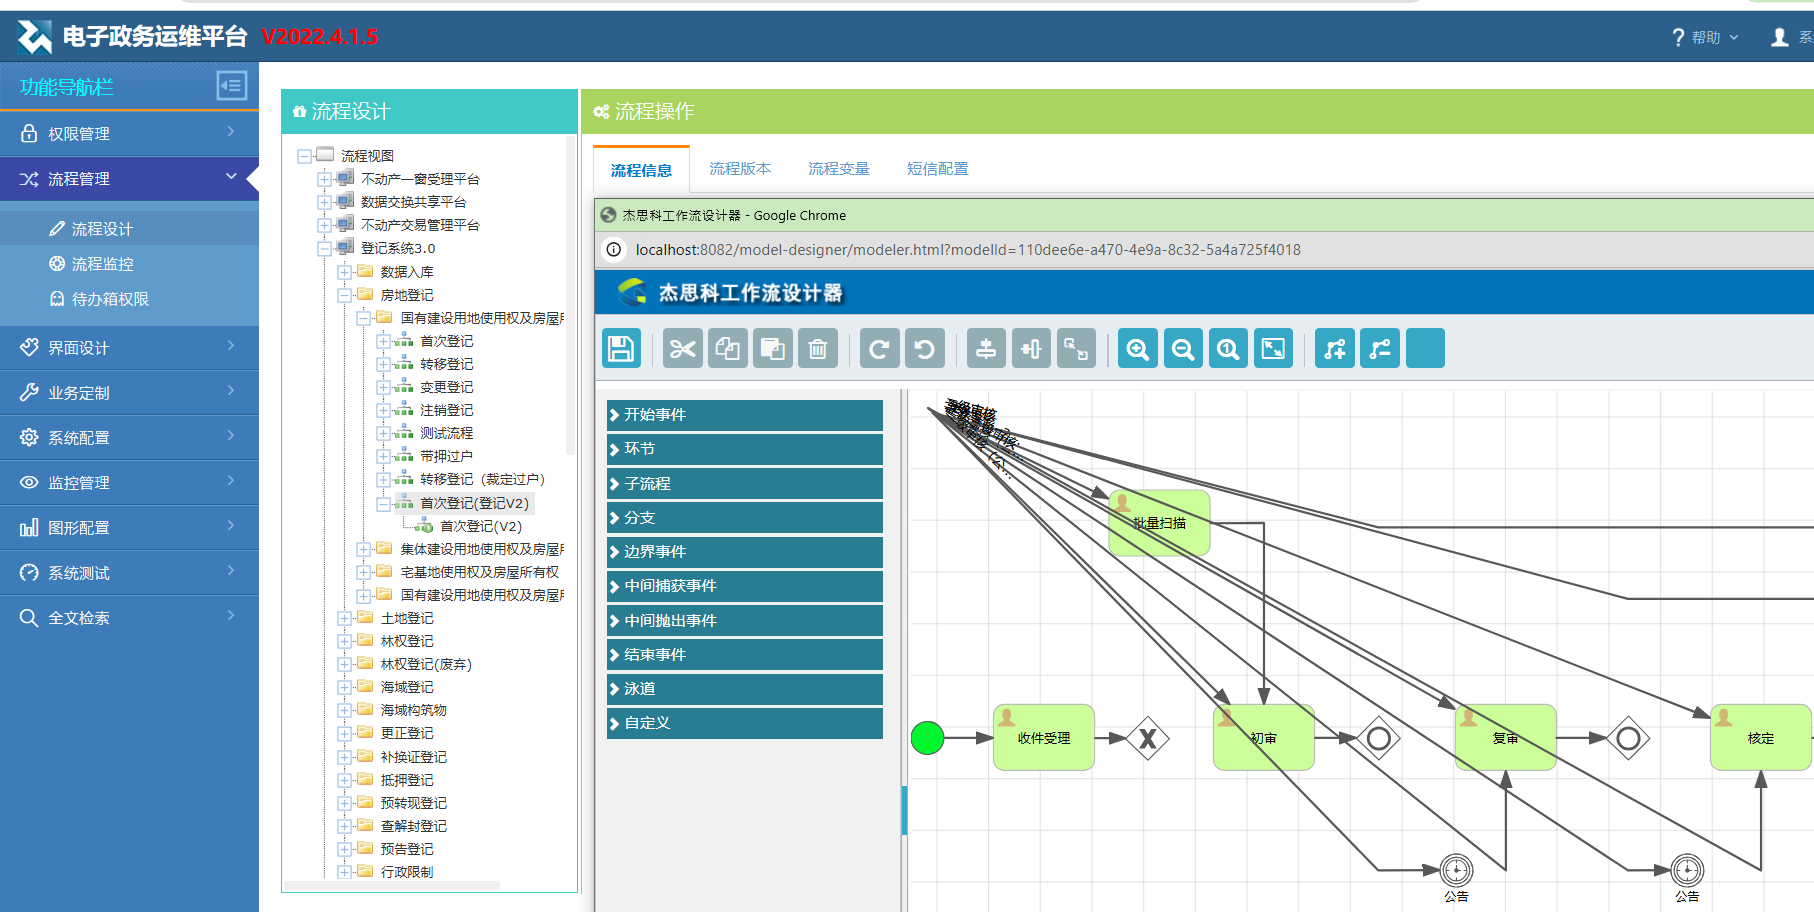 电子政务运维平台 V2022.4.1.5
帮助
系
功能导航栏
权限管理
流程管理
流程设计
流程监控
待办箱权限
界面设计
业务定制
系统配置
监控管理
图形配置
系统测试
全文检索
流程设计
流程视图
不动产一窗受理平台
数据交换共享平台
不动产交易管理平台
登记系统3.0
数据入库
房地登记
国有建设用地使用权及房屋
首次登记
转移登记
变更登记
注销登记
测试流程
带押过户
转移登记（裁定过户）
首次登记(登记V2)
首次登记(V2)
集体建设用地使用权及房屋
宅基地使用权及房屋所有权
国有建设用地使用权及房屋
土地登记
林权登记
林权登记(废弃)
海域登记
海域构筑物
更正登记
补换证登记
抵押登记
预转现登记
查解封登记
预告登记
行政限制
流程操作
流程信息
流程版本
流程变量
短信配置
杰思科工作流设计器 - Google Chrome
localhost:8082/model-designer/modeler.html?modelId=110dee6e-a470-4e9a-8c32-5a4a725f4018
杰思科工作流设计器
开始事件
环节
子流程
分支
边界事件
中间捕获事件
中间抛出事件
结束事件
泳道
自定义
批量扫描
收件受理
初审
复审
核定
公告
公告